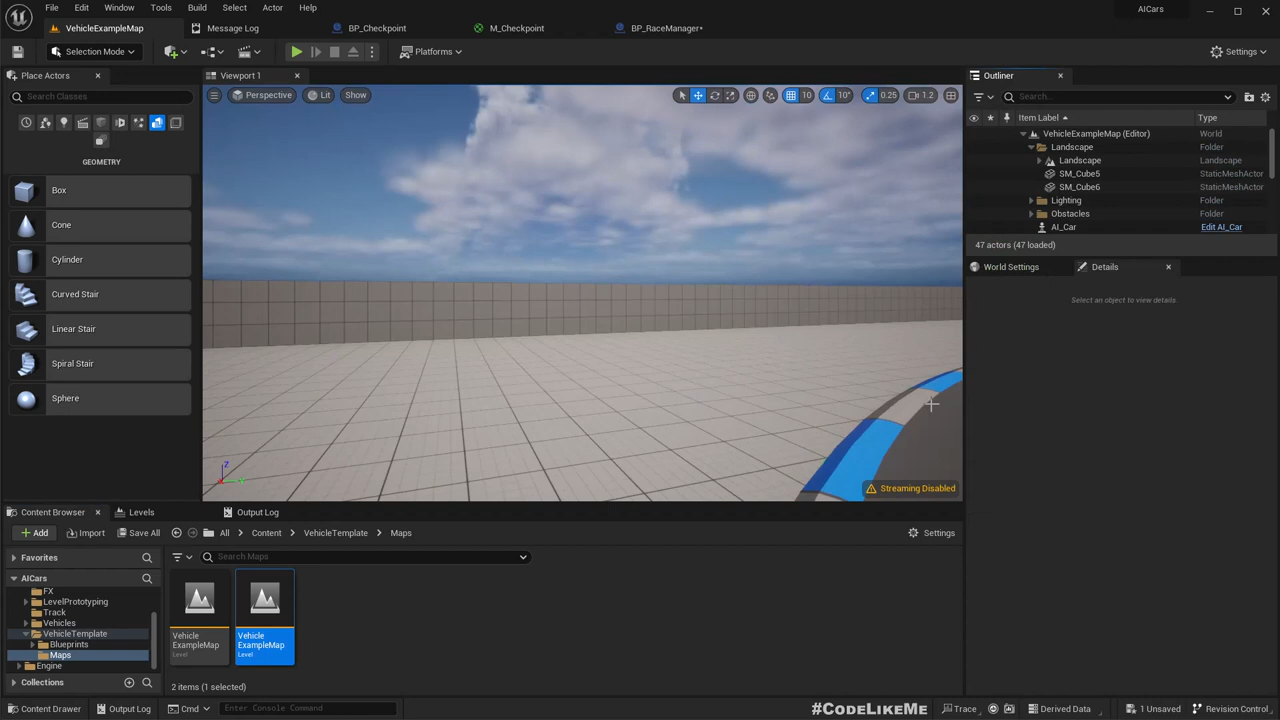 File Edit Window Tools Build Select Actor Help AICars
VehicleExampleMap Message Log BP_Checkpoint M_Checkpoint BP_RaceManager*
Selection Mode Platforms Settings
Place Actors Viewport 1 Outliner
Search Classes Perspective Lit Show 10 10° 0.25 1.2 Search...
Item Label Type
VehicleExampleMap (Editor) World
Landscape Folder
GEOMETRY Landscape Landscape
SM_Cube5 StaticMeshActor
Box SM_Cube6 StaticMeshActor
Lighting Folder
Obstacles Folder
Cone AI_Car Edit AI_Car
47 actors (47 loaded)
Cylinder
World Settings Details
Curved Stair Select an object to view details
Linear Stair
Spiral Stair
Sphere
Z
Streaming Disabled
Content Browser Levels Output Log
Add Import Save All All Content VehicleTemplate Maps Settings
Favorites Search Maps
AICars
FX
LevelPrototyping
Track
Vehicles
VehicleTemplate
Blueprints
Maps
Engine
Vehicle
ExampleMap
Level
Vehicle
ExampleMap
Level
Collections 2 items (1 selected)
Content Drawer Output Log Cmd Enter Console Command #CodeLikeMe Trace Derived Data 1 Unsaved Revision Control